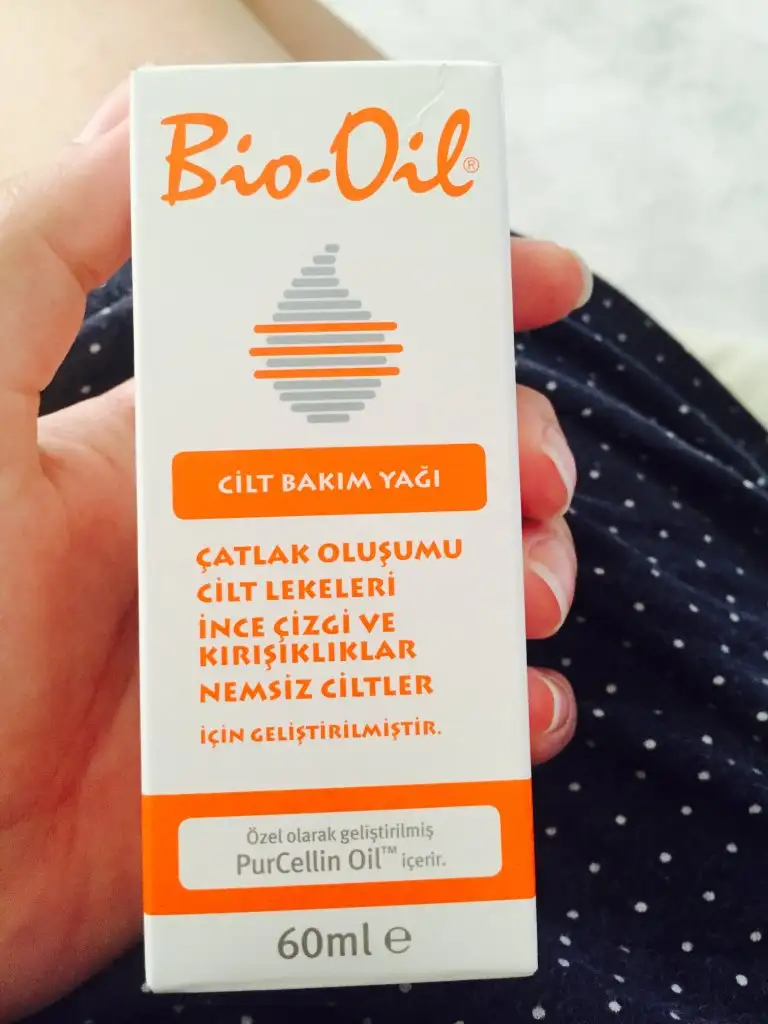 Bio-Oil®
CİLT BAKIM YAĞI
ÇATLAK OLUŞUMU
CİLT LEKELERİ
İNCE ÇİZGİ VE
KIRIŞIKLIKLAR
NEMSİZ CİLTLER
İÇİN GELİŞTİRİLMİŞTİR.
Özel olarak geliştirilmiş
PurCellin Oil™ içerir.
60ml ℮